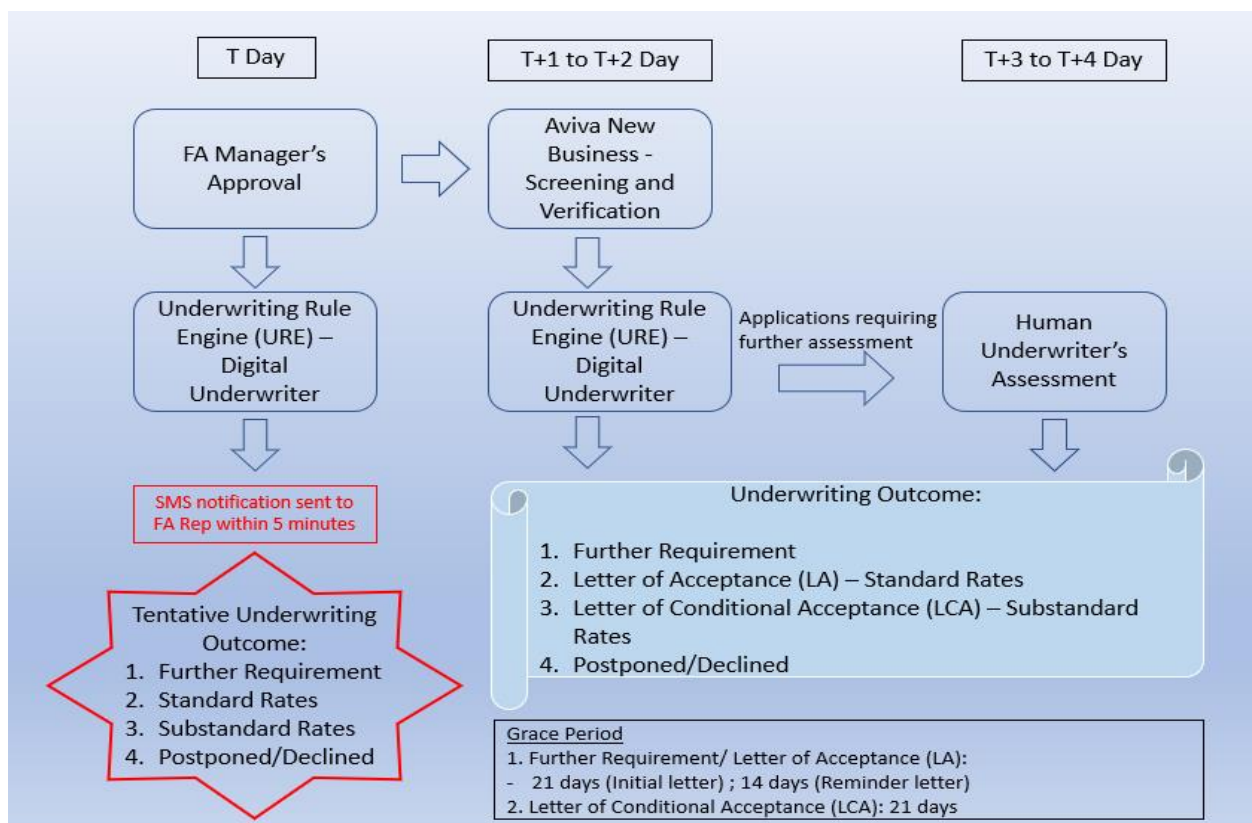 T Day
T+1 to T+2 Day
T+3 to T+4 Day
FA Manager's
Approval
Aviva New
Business -
Screening and
Verification
Underwriting Rule
Engine (URE) –
Digital
Underwriter
Underwriting Rule
Engine (URE) –
Digital
Underwriter
Applications requiring
further assessment
Human
Underwriter's
Assessment
SMS notification sent to
FA Rep within 5 minutes
Tentative Underwriting
Outcome:
1. Further Requirement
2. Standard Rates
3. Substandard Rates
4. Postponed/Declined
Underwriting Outcome:
1. Further Requirement
2. Letter of Acceptance (LA) – Standard Rates
3. Letter of Conditional Acceptance (LCA) – Substandard
Rates
4. Postponed/Declined
Grace Period
1. Further Requirement/ Letter of Acceptance (LA):
- 21 days (Initial letter) ; 14 days (Reminder letter)
2. Letter of Conditional Acceptance (LCA): 21 days